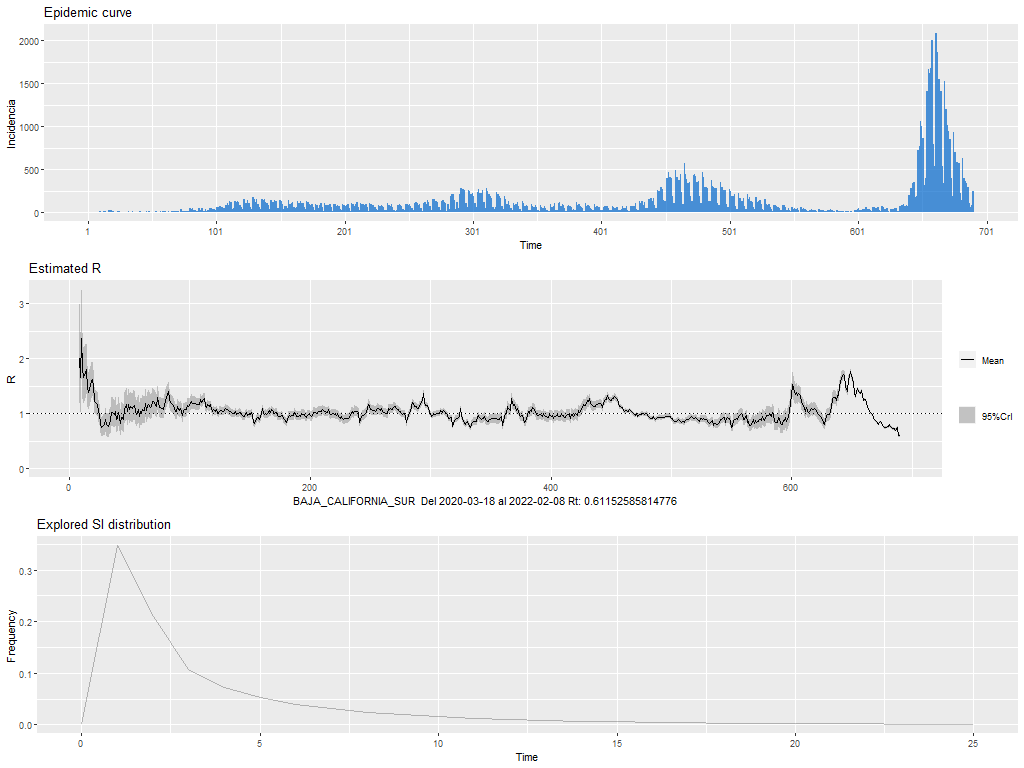 Epidemic curve
2000
1500
1000
500
0
Incidencia
1 101 201 301 401 501 601 701
Time
Estimated R
3
2
1
0
R
0 200 400 600
BAJA_CALIFORNIA_SUR Del 2020-03-18 al 2022-02-08 Rt: 0.61152585814776
Mean
95%CrI
Explored SI distribution
0.3
0.2
0.1
0.0
Frequency
0 5 10 15 20 25
Time